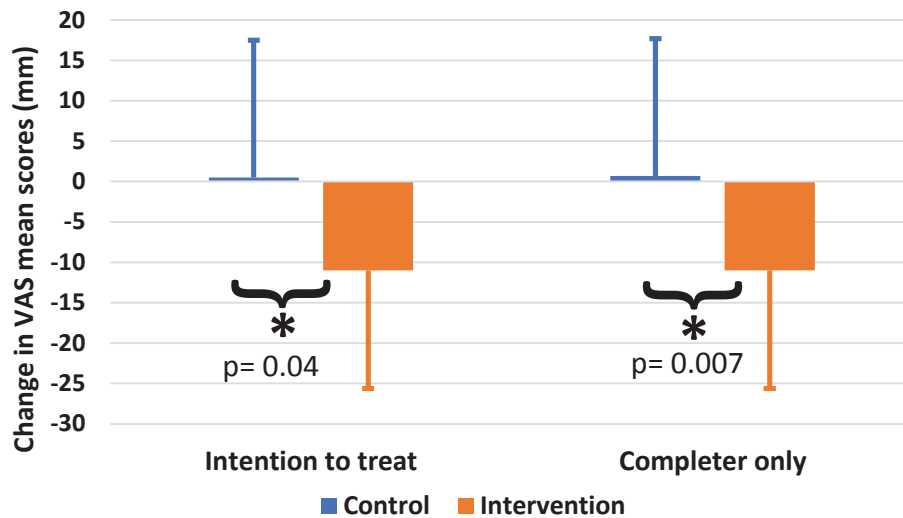 Change in VAS mean scores (mm)
20
15
10
5
0
-5
-10
-15
-20
-25
-30
*
p= 0.04
*
p= 0.007
Intention to treat
Completer only
Control
Intervention